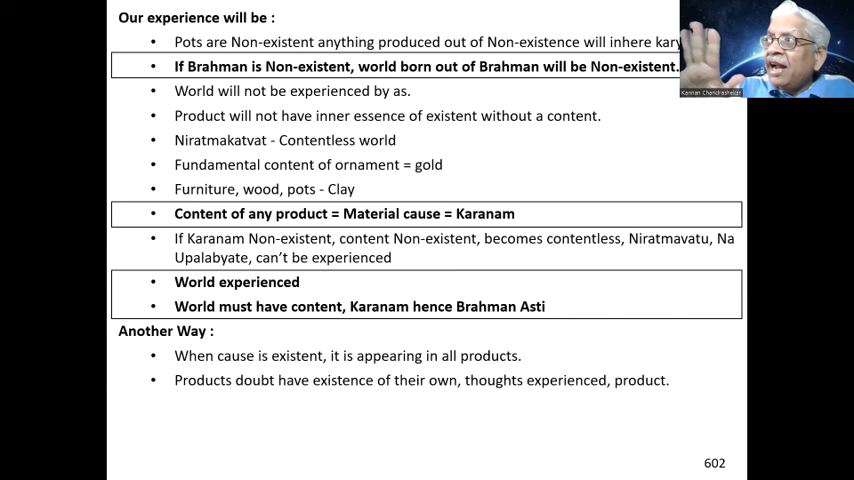 Our experience will be :
• Pots are Non-existent anything produced out of Non-existence will inhere
• If Brahman is Non-existent, world born out of Brahman will be Non-existent.
• World will not be experienced by as.
• Product will not have inner essence of existent without a content.
• Niratmakatvat - Contentless world
• Fundamental content of ornament = gold
• Furniture, wood, pots - Clay
• Content of any product = Material cause = Karanam
• If Karanam Non-existent, content Non-existent, becomes contentless, Niratmavatu, Na
Upalabyate, can't be experienced
• World experienced
• World must have content, Karanam hence Brahman Asti
Another Way :
• When cause is existent, it is appearing in all products.
• Products doubt have existence of their own, thoughts experienced, product.
602
Kannan Chandrashekar